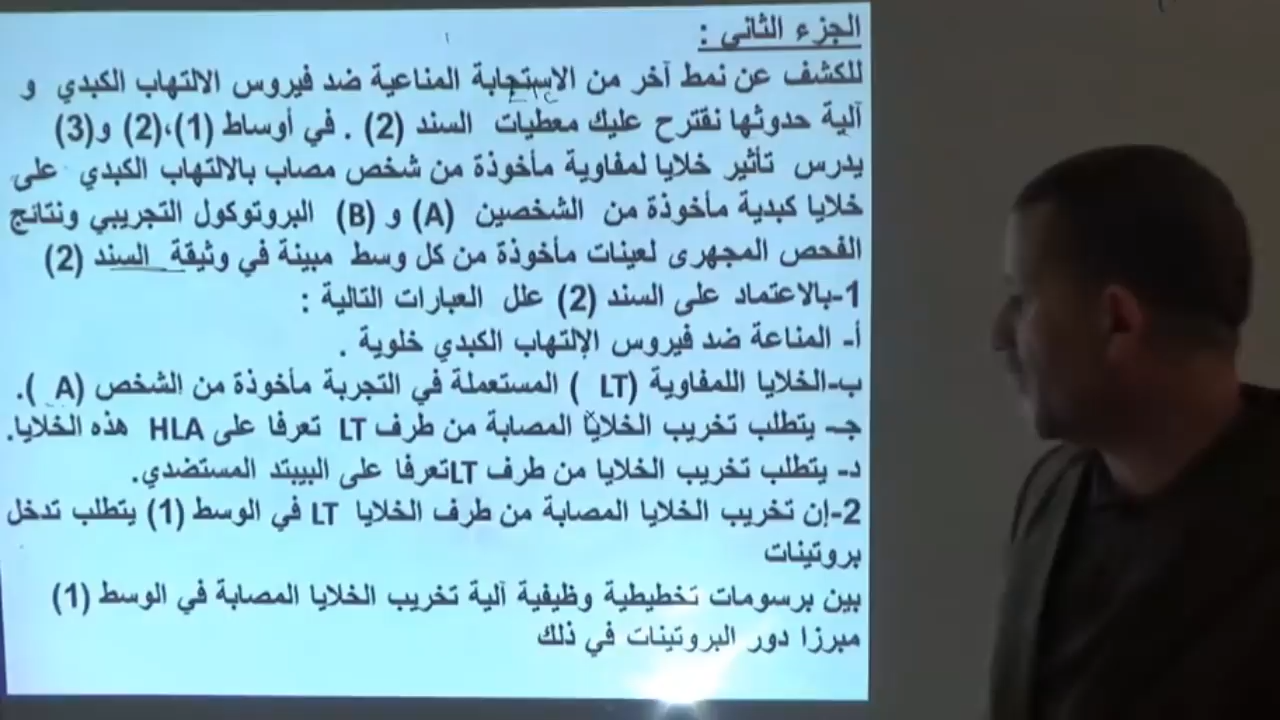 الجزء الثانى :
للكشف عن نمط آخر من الاستجابة المناعية ضد فيروس الالتهاب الكبدي و
آلية حدوثها نقترح عليك معطيات السند (2) . في أوساط (1)،(2) و(3)
يدرس تأثير خلايا لمفاوية مأخوذة من شخص مصاب بالالتهاب الكبدي على
خلايا كبدية مأخوذة من الشخصين (A) و (B) البروتوكول التجريبي ونتائج
الفحص المجهرى لعينات مأخوذة من كل وسط مبينة في وثيقة السند (2)
1-بالاعتماد على السند (2) علل العبارات التالية :
أ- المناعة ضد فيروس الإلتهاب الكبدي خلوية .
ب-الخلايا اللمفاوية (LT ) المستعملة في التجربة مأخوذة من الشخص (A ).
جـ- يتطلب تخريب الخلايا المصابة من طرف LT تعرفا على HLA هذه الخلايا.
د- يتطلب تخريب الخلايا من طرف LTتعرفا على البيبتد المستضدي.
2-إن تخريب الخلايا المصابة من طرف الخلايا LT في الوسط (1) يتطلب تدخل
بروتينات
بين برسومات تخطيطية وظيفية آلية تخريب الخلايا المصابة في الوسط (1)
مبرزا دور البروتينات في ذلك